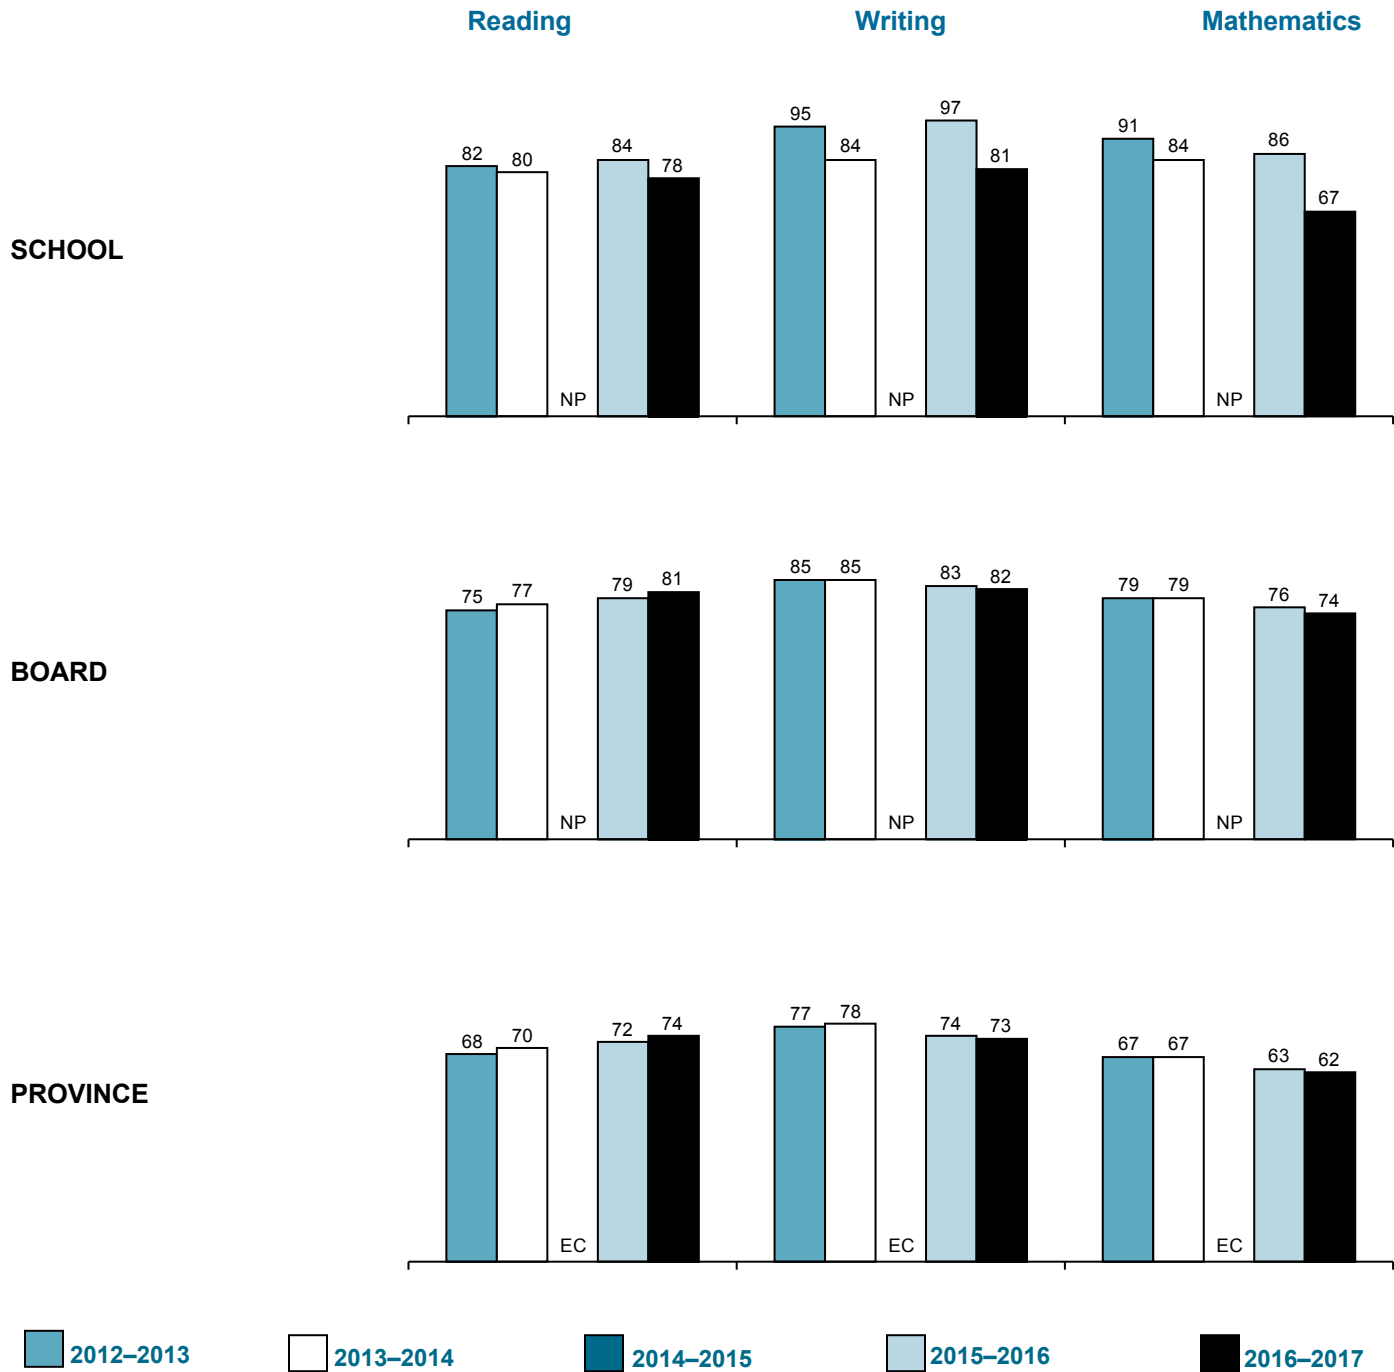 Reading Writing Mathematics
SCHOOL
82 80 NP 84 78
95 84 NP 97 81
91 84 NP 86 67
BOARD
75 77 NP 79 81
85 85 NP 83 82
79 79 NP 76 74
PROVINCE
68 70 EC 72 74
77 78 EC 74 73
67 67 EC 63 62
2012–2013 2013–2014 2014–2015 2015–2016 2016–2017